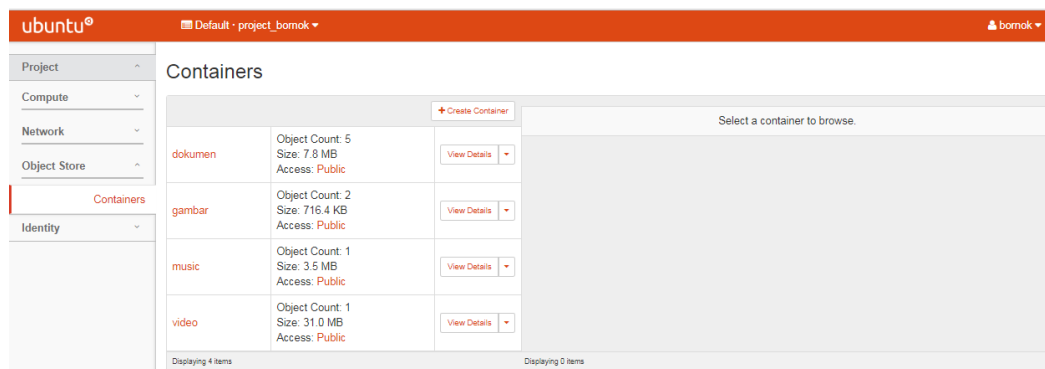 ubuntu
Default · project_bornok
bornok
Project
Compute
Network
Object Store
Containers
Identity
Containers
+ Create Container
dokumen
Object Count: 5
Size: 7.8 MB
Access: Public
View Details
gambar
Object Count: 2
Size: 716.4 KB
Access: Public
View Details
music
Object Count: 1
Size: 3.5 MB
Access: Public
View Details
video
Object Count: 1
Size: 31.0 MB
Access: Public
View Details
Displaying 4 items
Select a container to browse.
Displaying 0 items